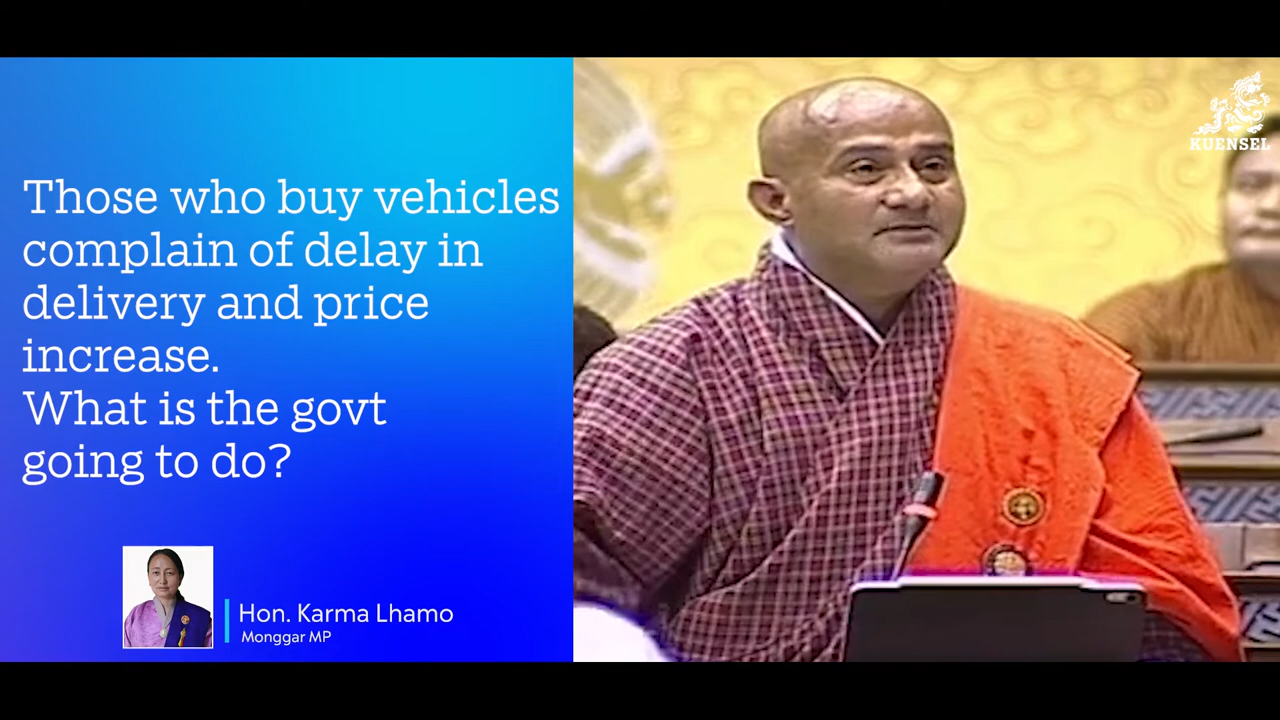 Those who buy vehicles
complain of delay in
delivery and price
increase.
What is the govt
going to do?
Hon. Karma Lhamo
Monggar MP
KUENSEL